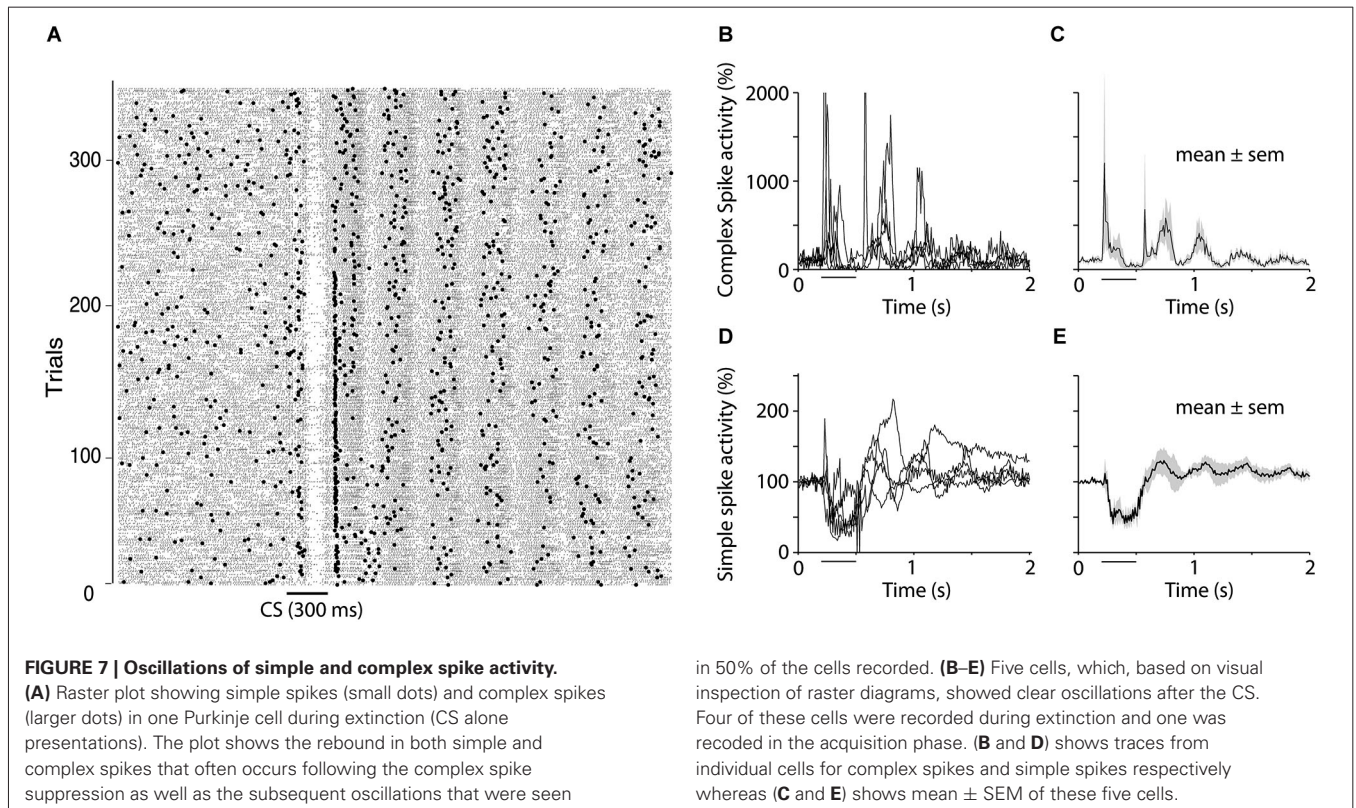 A
300
200
100
0
Trials
CS (300 ms)
B
2000
1000
0
Complex Spike activity (%)
0 1 2
Time (s)
C
mean ± sem
0 1 2
Time (s)
D
200
100
0
Simple spike activity (%)
0 1 2
Time (s)
E
mean ± sem
0 1 2
Time (s)
FIGURE 7 | Oscillations of simple and complex spike activity.
(A) Raster plot showing simple spikes (small dots) and complex spikes
(larger dots) in one Purkinje cell during extinction (CS alone
presentations). The plot shows the rebound in both simple and
complex spikes that often occurs following the complex spike
suppression as well as the subsequent oscillations that were seen
in 50% of the cells recorded. (B–E) Five cells, which, based on visual
inspection of raster diagrams, showed clear oscillations after the CS.
Four of these cells were recorded during extinction and one was
recoded in the acquisition phase. (B and D) shows traces from
individual cells for complex spikes and simple spikes respectively
whereas (C and E) shows mean ± SEM of these five cells.